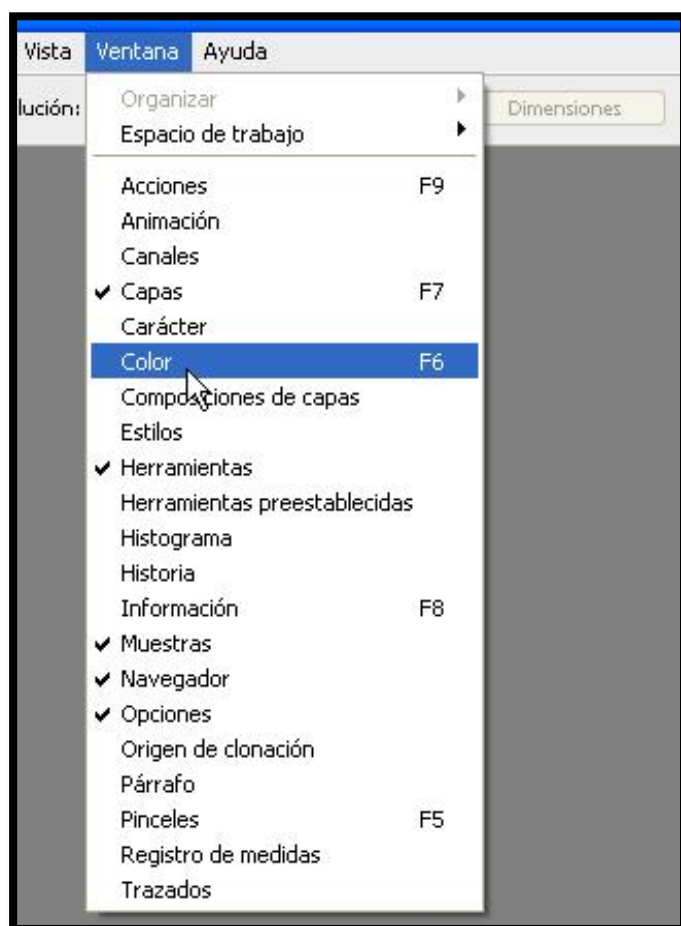 Vista Ventana Ayuda
lución: Dimensiones
Organizar
Espacio de trabajo
Acciones F9
Animación
Canales
Capas F7
Carácter
Color F6
Composiciones de capas
Estilos
Herramientas
Herramientas preestablecidas
Histograma
Historia
Información F8
Muestras
Navegador
Opciones
Origen de clonación
Párrafo
Pinceles F5
Registro de medidas
Trazados